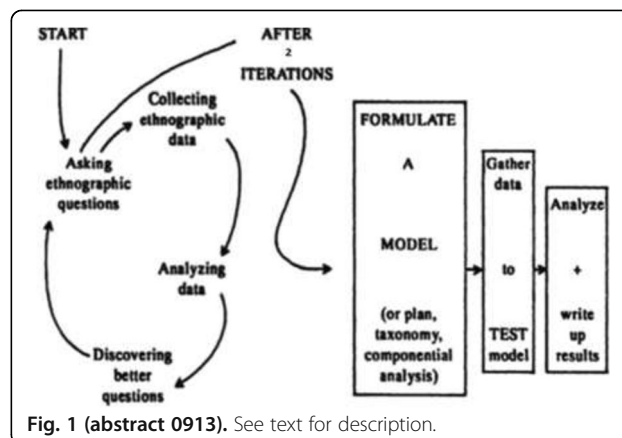 START
AFTER
2
ITERATIONS
Collecting
ethnographic
data
Asking
ethnographic
questions
Analyzing
data
Discovering
better
questions
FORMULATE
A
MODEL
(or plan,
taxonomy,
componential
analysis)
Gather
data
to
TEST
model
Analyze
+
write
up
results
Fig. 1 (abstract 0913). See text for description.